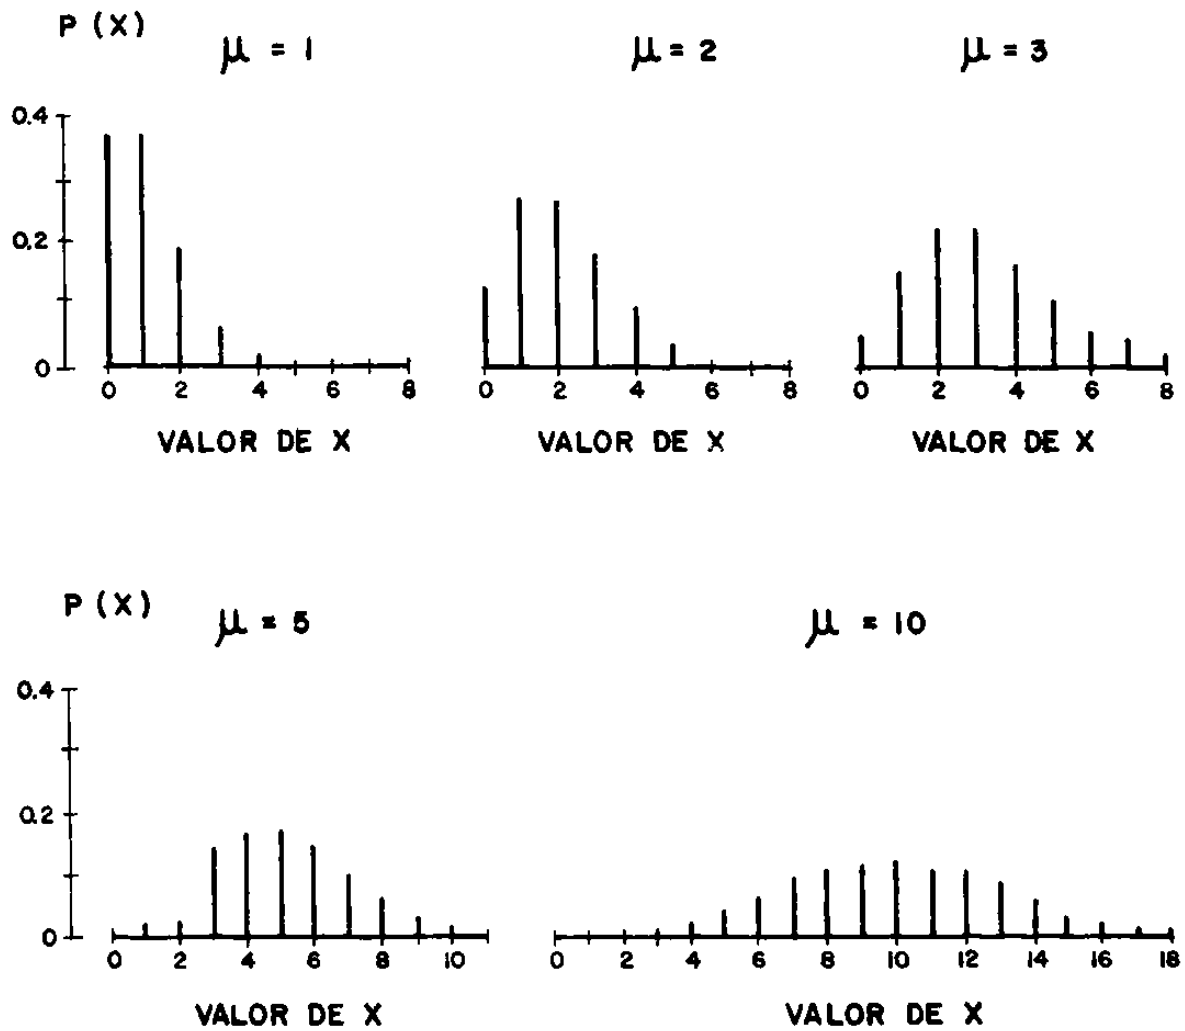 P (X)
μ = 1
μ = 2
μ = 3
0.4
0.2
0
0 2 4 6 8
0 2 4 6 8
0 2 4 6 8
VALOR DE X
VALOR DE X
VALOR DE X
P (X)
μ = 5
μ = 10
0.4
0.2
0
0 2 4 6 8 10
0 2 4 6 8 10 12 14 16 18
VALOR DE X
VALOR DE X